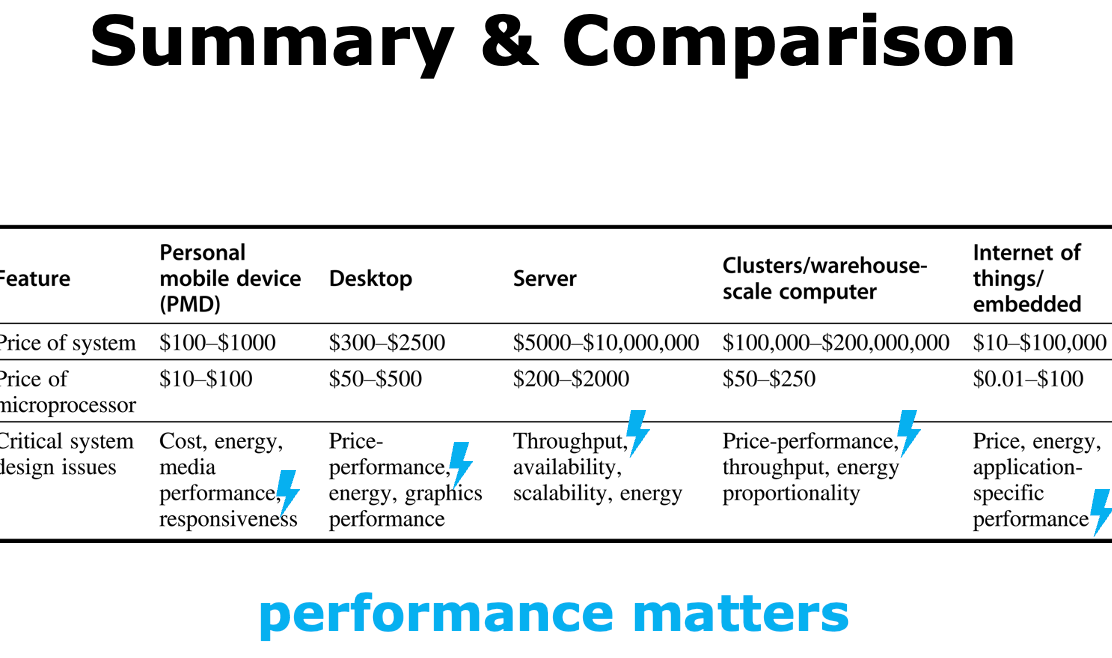 Summary & Comparison
Feature | Personal mobile device (PMD) | Desktop | Server | Clusters/warehouse-scale computer | Internet of things/ embedded
Price of system | $100–$1000 | $300–$2500 | $5000–$10,000,000 | $100,000–$200,000,000 | $10–$100,000
Price of microprocessor | $10–$100 | $50–$500 | $200–$2000 | $50–$250 | $0.01–$100
Critical system design issues | Cost, energy, media performance, responsiveness | Price-performance, energy, graphics performance | Throughput, availability, scalability, energy | Price-performance, throughput, energy proportionality | Price, energy, application-specific performance
performance matters